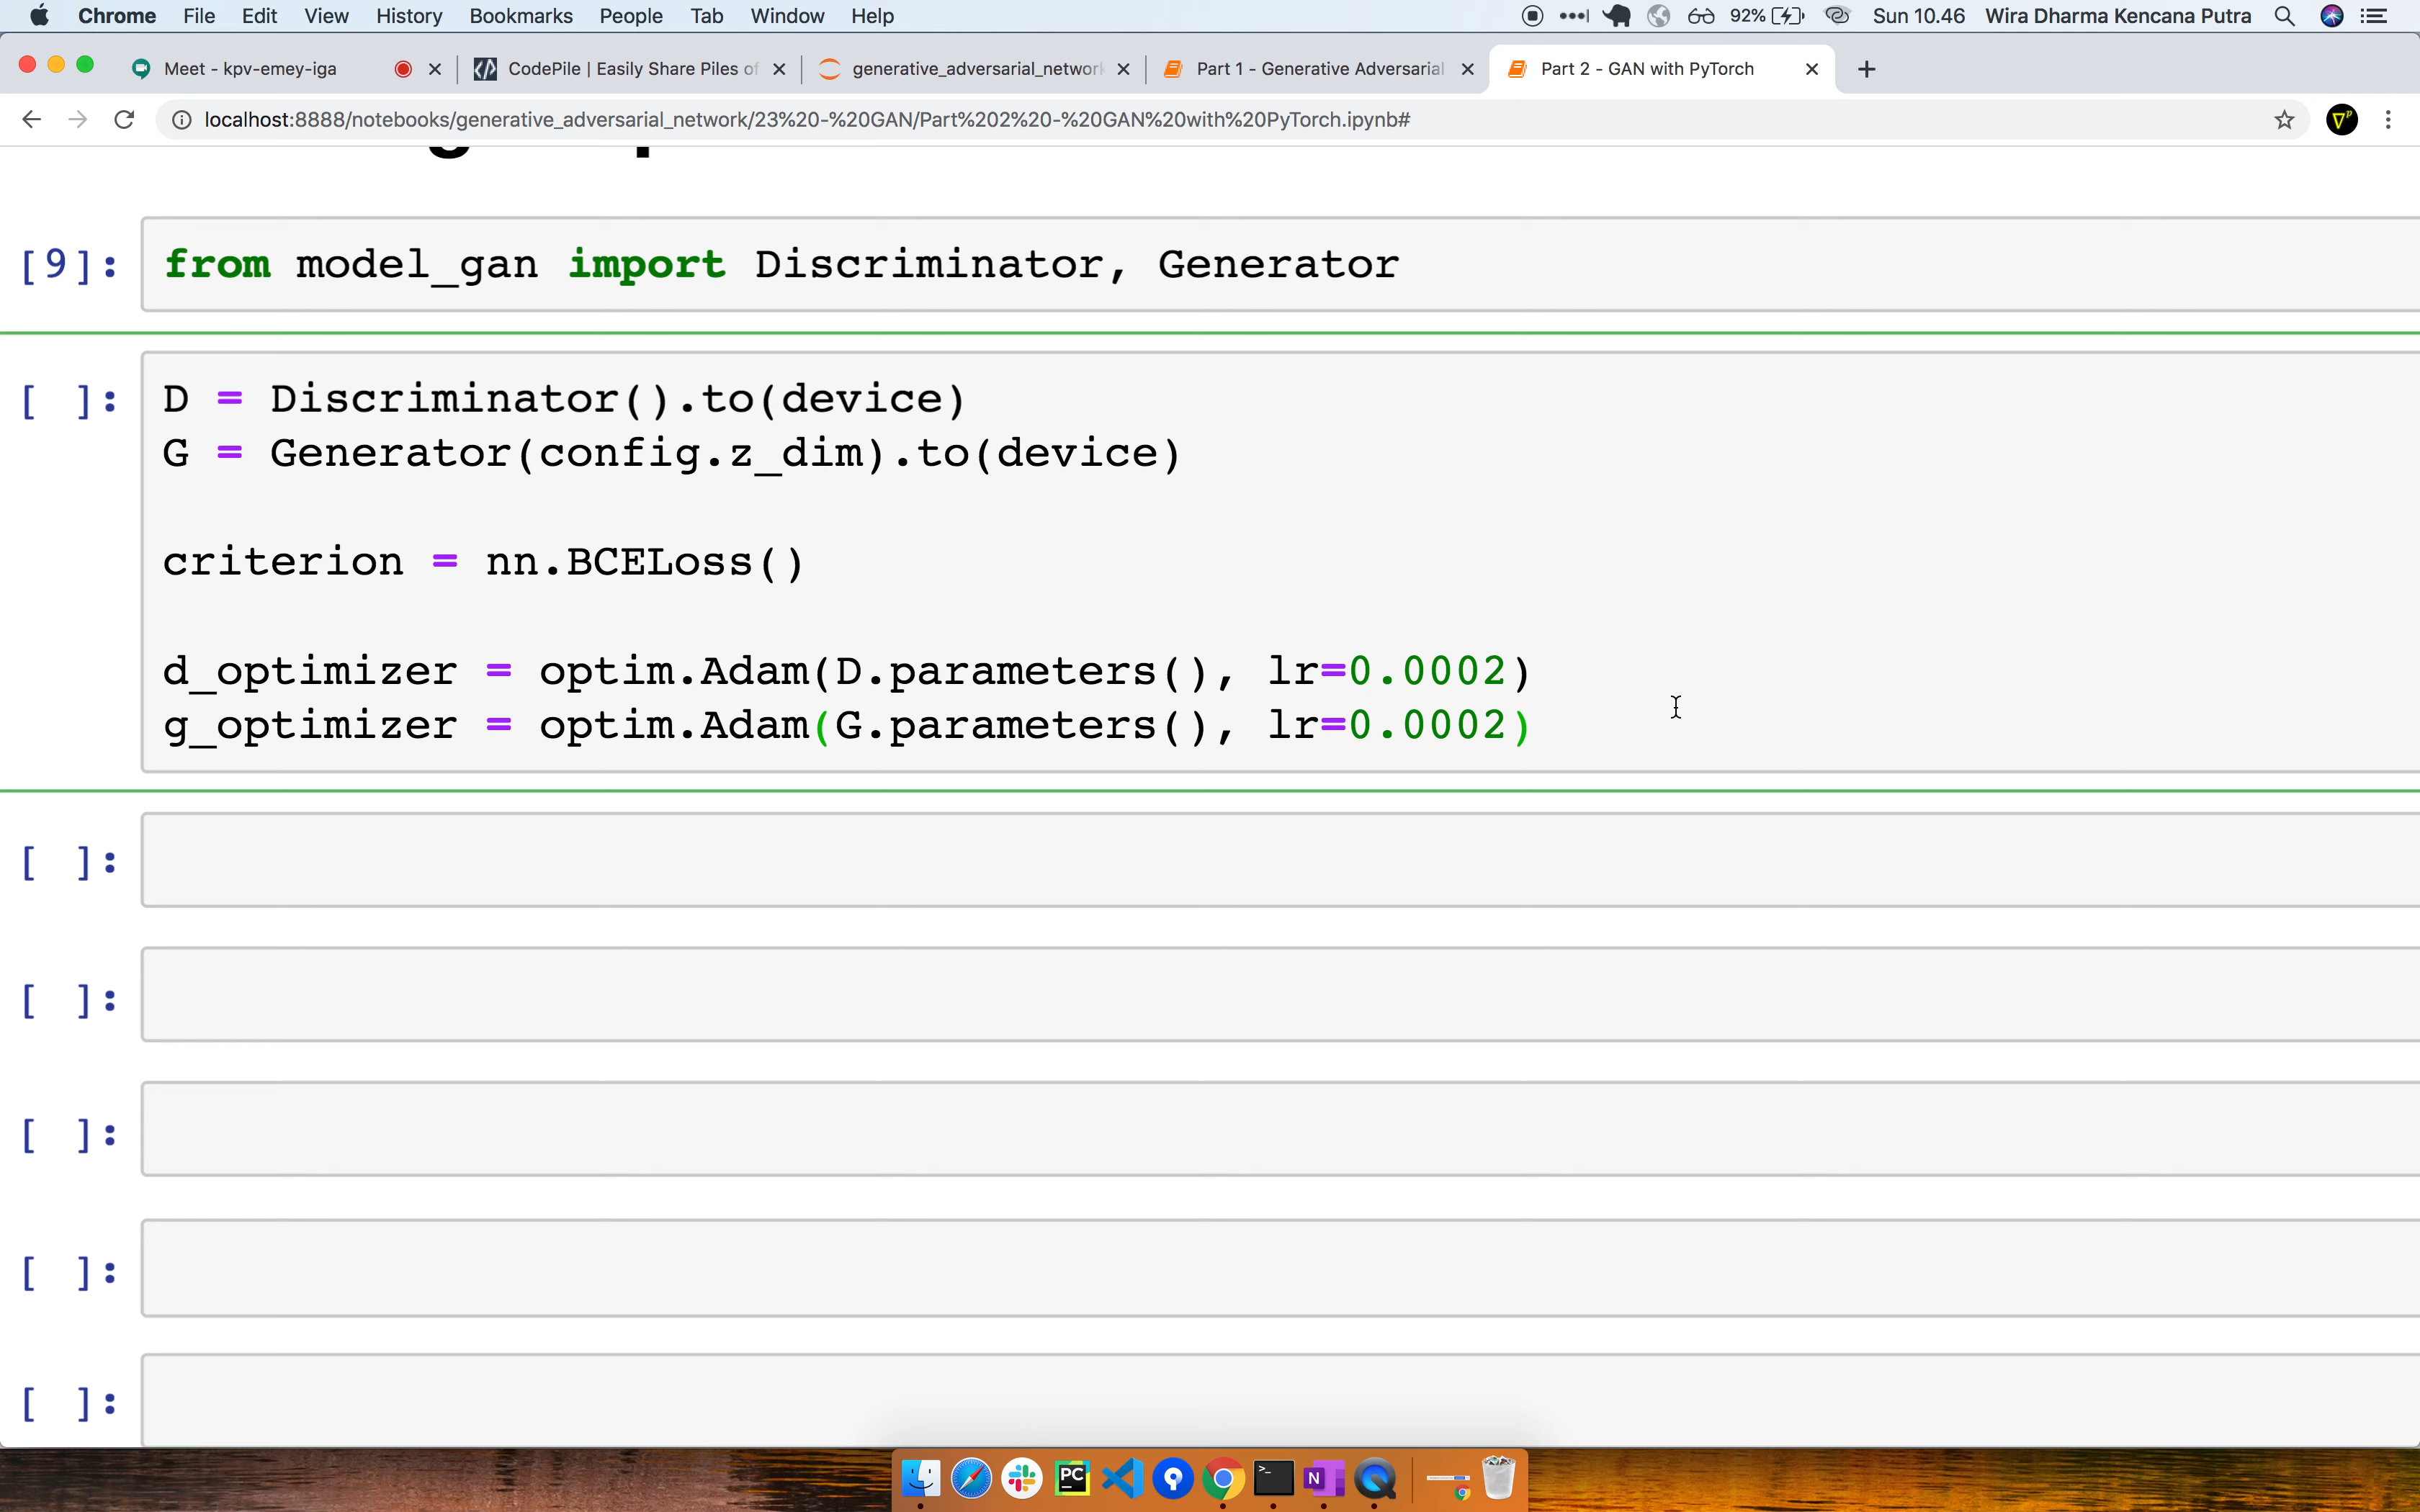 Chrome File Edit View History Bookmarks People Tab Window Help 92% Sun 10.46 Wira Dharma Kencana Putra
Meet - kpv-emey-iga CodePile | Easily Share Piles of generative_adversarial_network Part 1 - Generative Adversarial Part 2 - GAN with PyTorch
localhost:8888/notebooks/generative_adversarial_network/23%20-%20GAN/Part%202%20-%20GAN%20with%20PyTorch.ipynb#
[9]: from model_gan import Discriminator, Generator
[ ]: D = Discriminator().to(device)
G = Generator(config.z_dim).to(device)
criterion = nn.BCELoss()
d_optimizer = optim.Adam(D.parameters(), lr=0.0002)
g_optimizer = optim.Adam(G.parameters(), lr=0.0002)
[ ]:
[ ]:
[ ]:
[ ]:
[ ]: